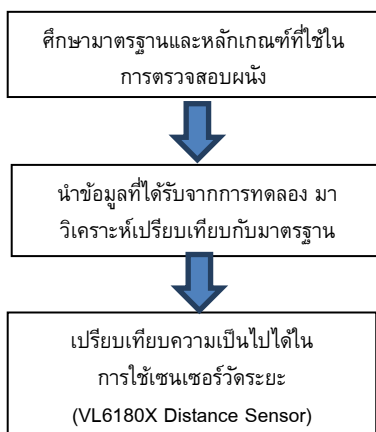 ศึกษามาตรฐานและหลักเกณฑ์ที่ใช้ใน
การตรวจสอบผนัง
นำข้อมูลที่ได้รับจากการทดลอง มา
วิเคราะห์เปรียบเทียบกับมาตรฐาน
เปรียบเทียบความเป็นไปได้ใน
การใช้เซนเซอร์วัดระยะ
(VL6180X Distance Sensor)